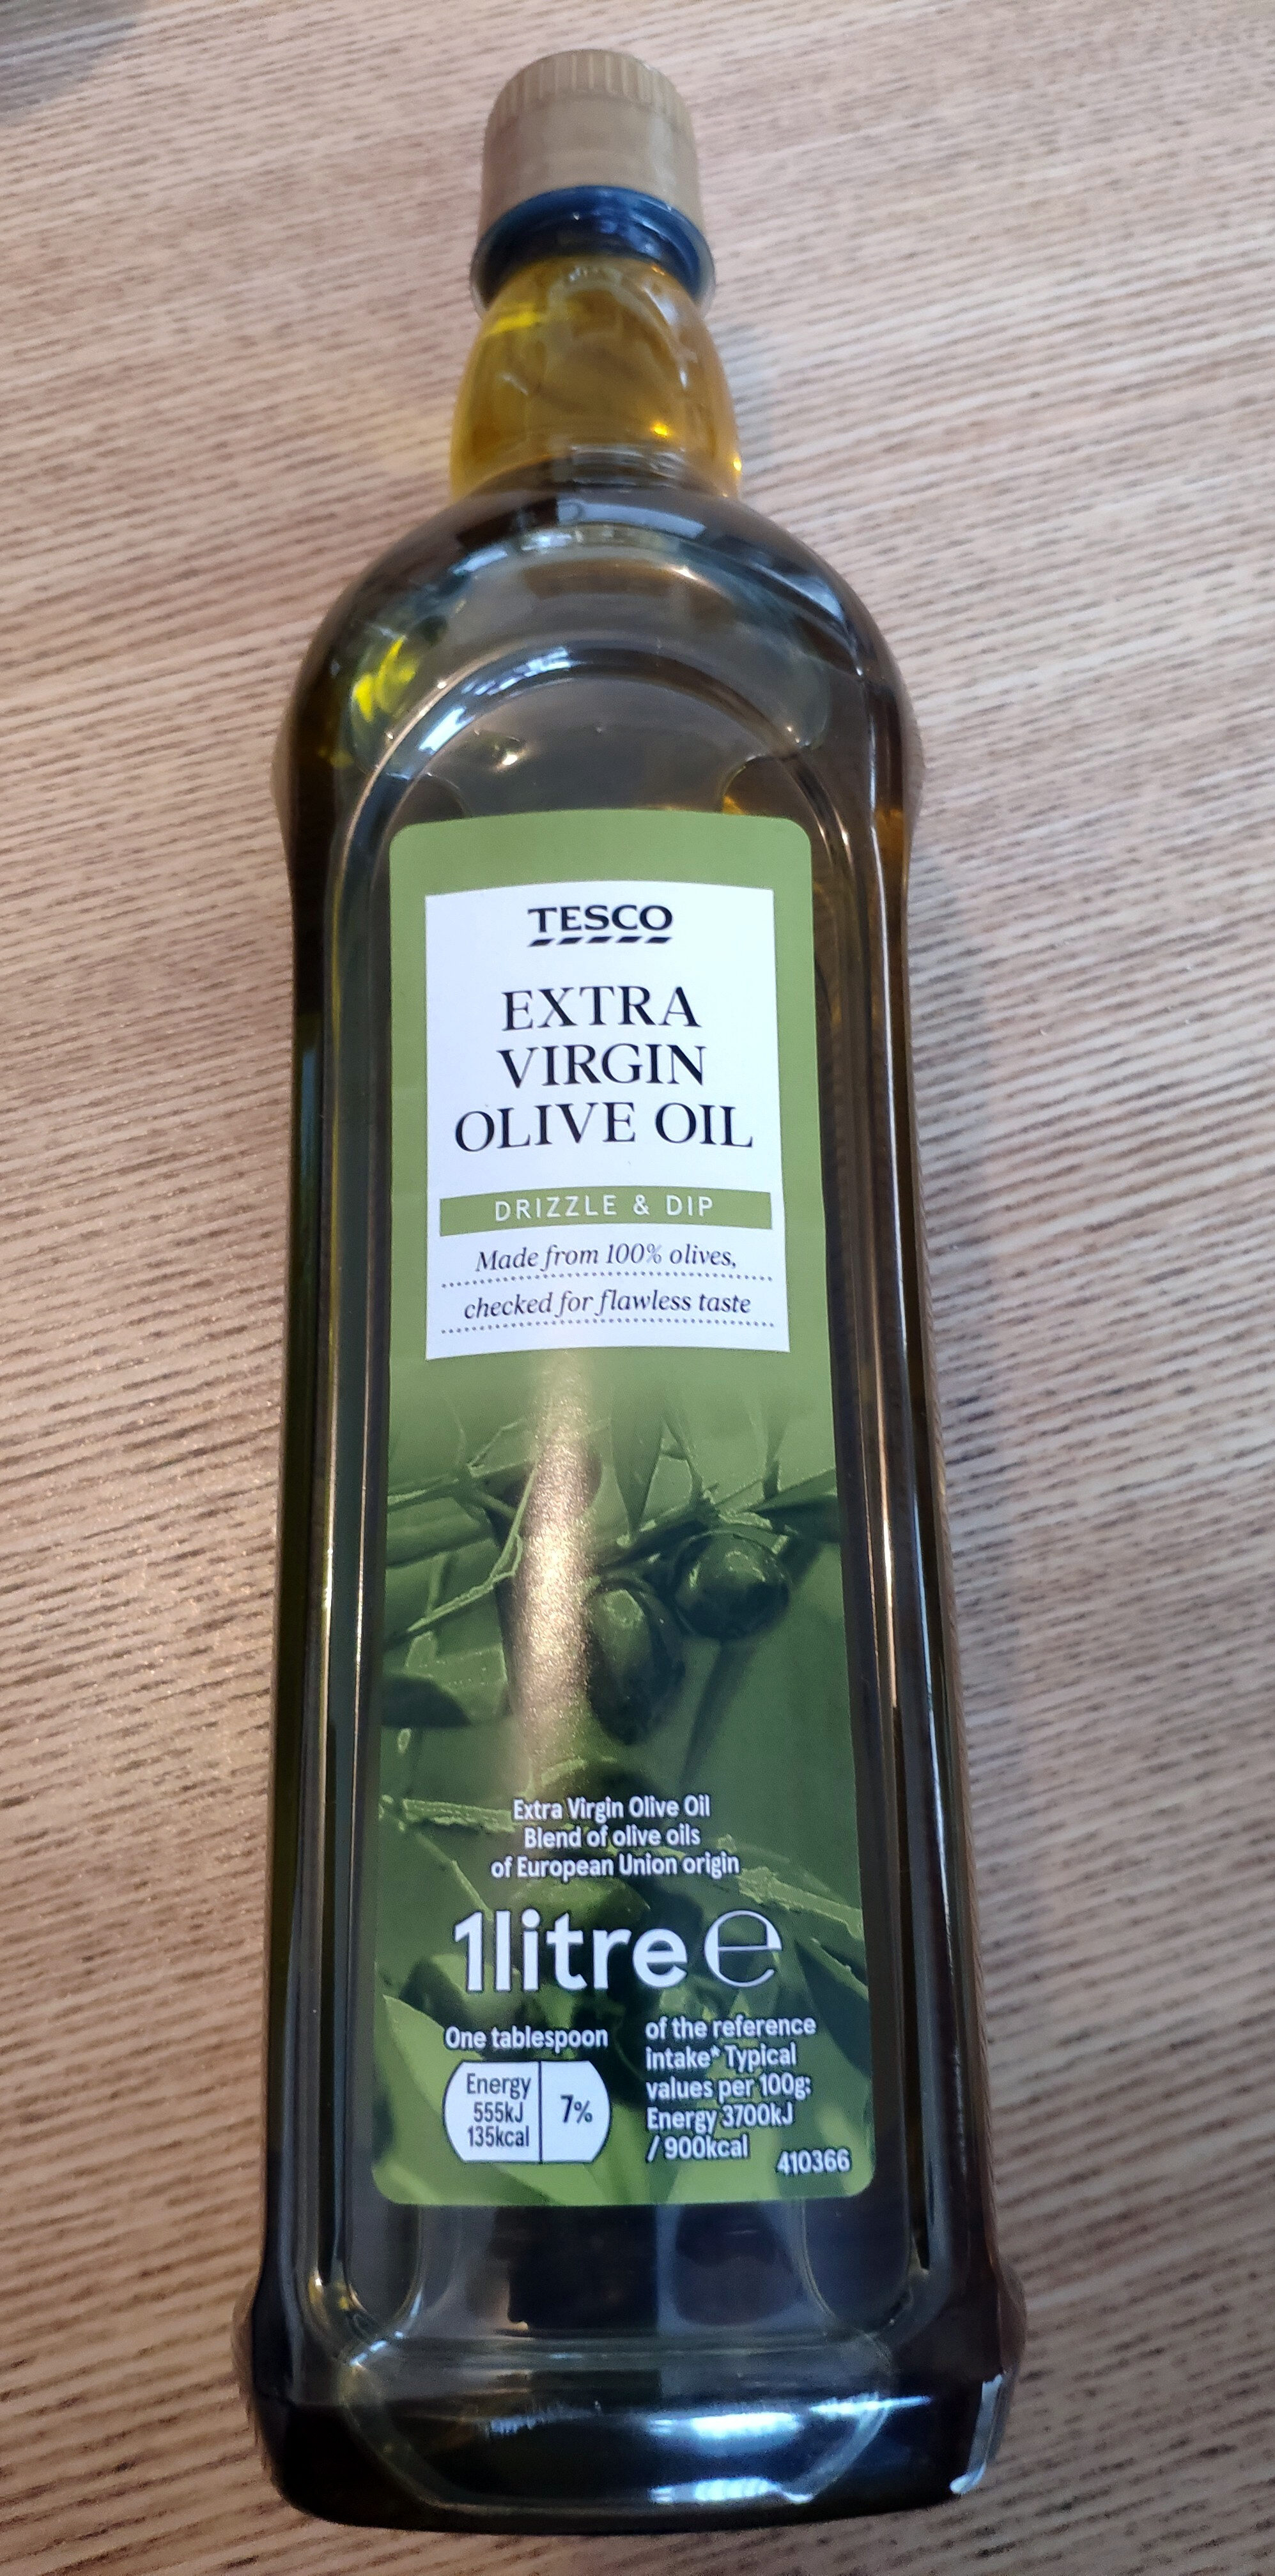 TESCO
EXTRA
VIRGIN
OLIVE OIL
DRIZZLE & DIP
Made from 100% olives,
checked for flawless taste
Extra Virgin Olive Oil
Blend of olive oils
of European Union origin
1litre ℮
One tablespoon
Energy
555kJ
135kcal
7%
of the reference
intake* Typical
values per 100g:
Energy 3700kJ
/ 900kcal
410366